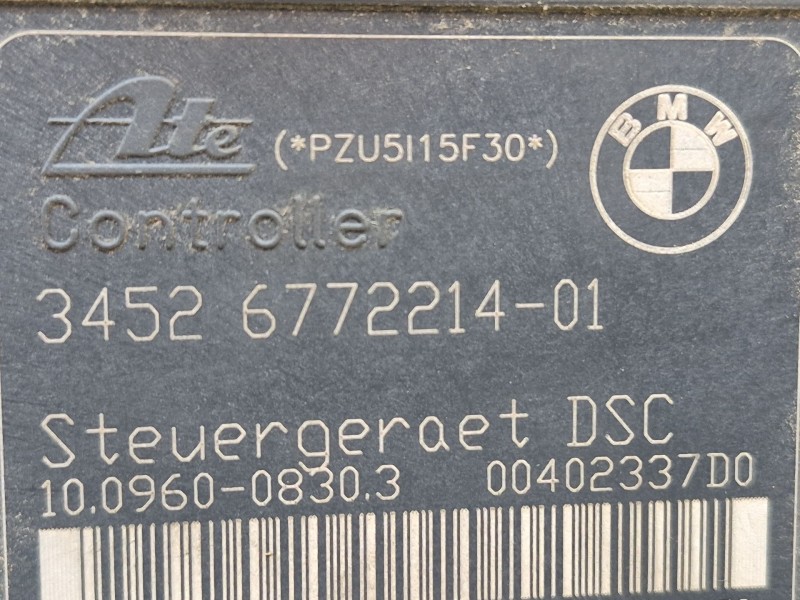 Ate (*PZU5I15F30*) BMW
Controller
3452 6772214-01
Steuergeraet DSC
10.0960-0830.3 00402337D0